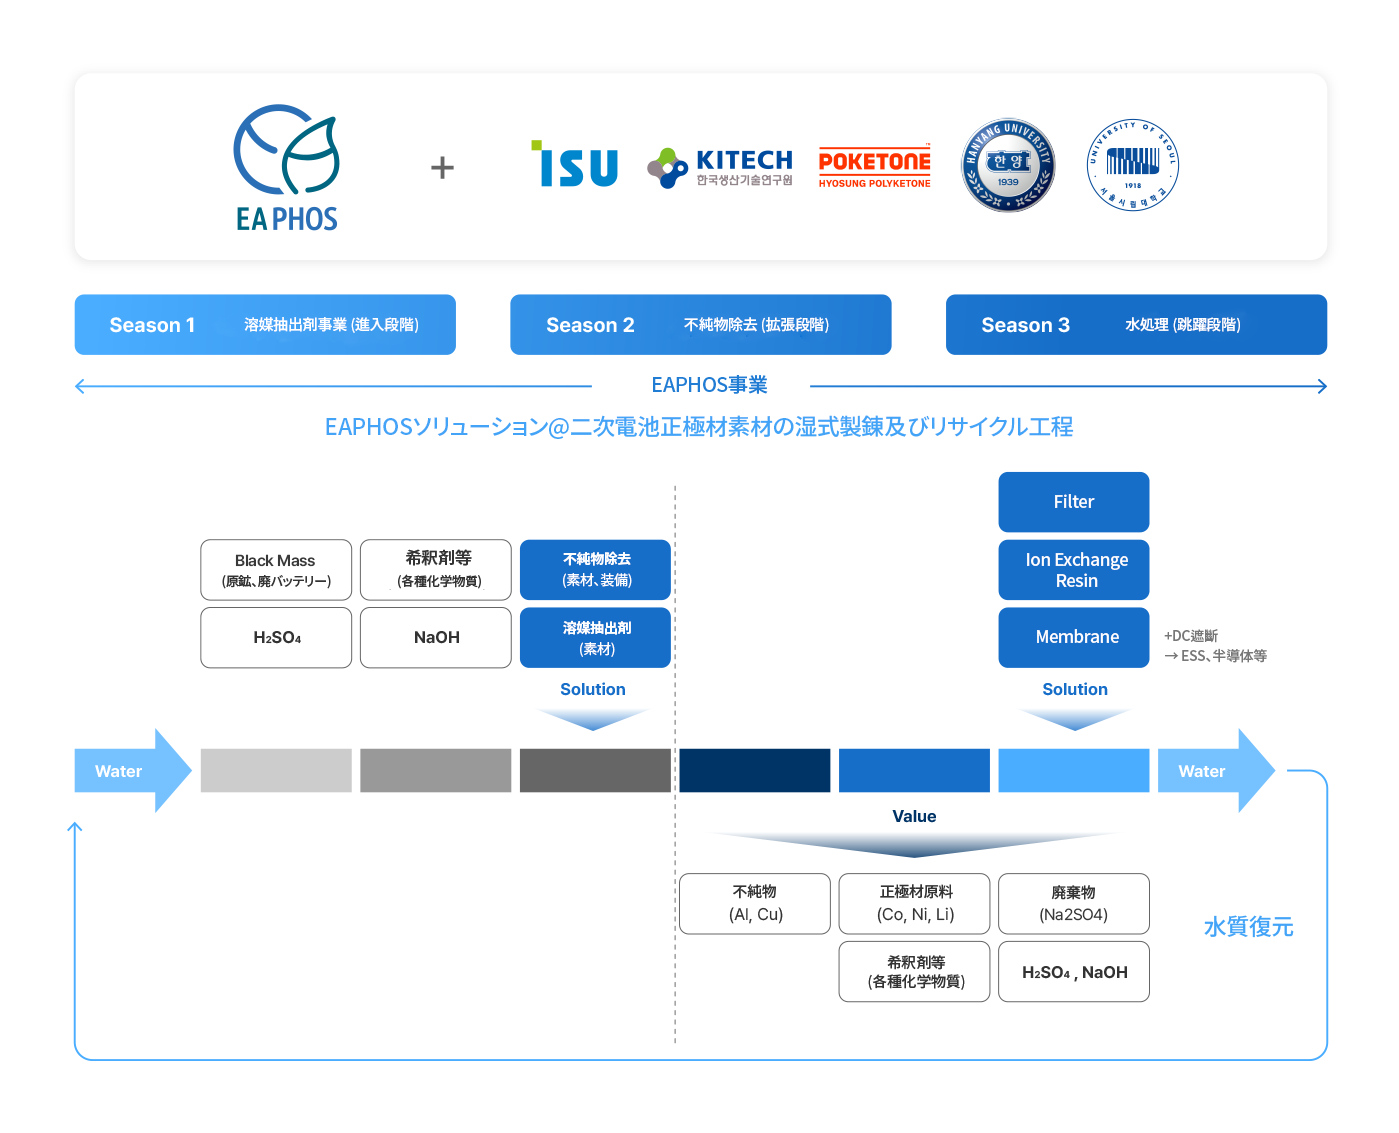 EAPHOS
+
ISU
KITECH
한국생산기술연구원
POKETONE™
HYOSUNG POLYKETONE
HANYANG UNIVERSITY
한양
1939
UNIVERSITY OF SEOUL
1918
서울시립대학교
Season 1 溶媒抽出剤事業 (進入段階)
Season 2 不純物除去 (拡張段階)
Season 3 水処理 (跳躍段階)
EAPHOS事業
EAPHOSソリューション@二次電池正極材素材の湿式製錬及びリサイクル工程
Filter
Black Mass
(原鉱、廃バッテリー)
希釈剤等
(各種化学物質)
不純物除去
(素材、装備)
Ion Exchange
Resin
H₂SO₄
NaOH
溶媒抽出剤
(素材)
Membrane
+DC遮斷
→ ESS、半導体等
Solution
Solution
Water
Water
Value
不純物
(Al, Cu)
正極材原料
(Co, Ni, Li)
廃棄物
(Na2SO4)
水質復元
希釈剤等
(各種化学物質)
H₂SO₄ , NaOH